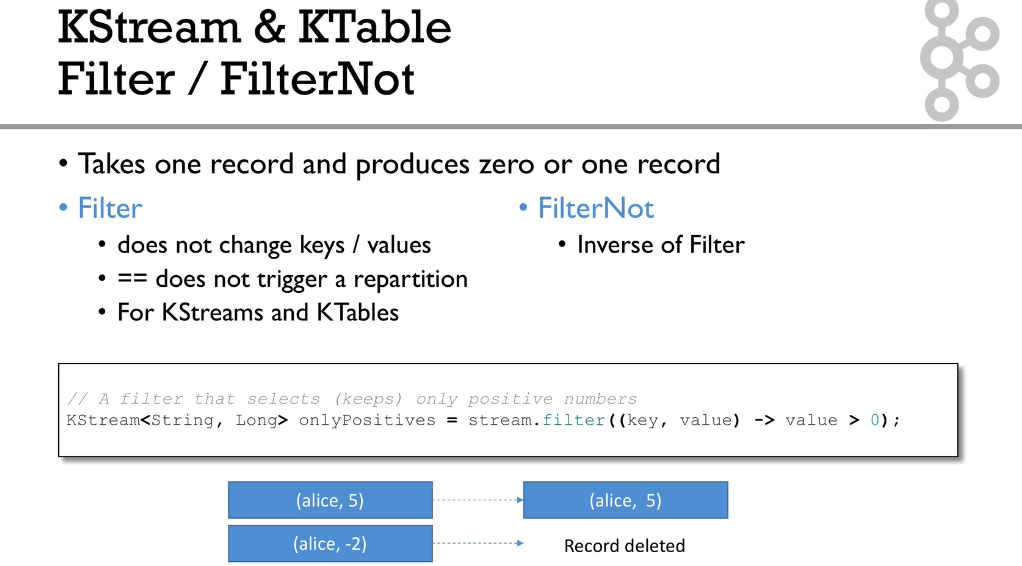 KStream & KTable
Filter / FilterNot
• Takes one record and produces zero or one record
• Filter
• does not change keys / values
• == does not trigger a repartition
• For KStreams and KTables
• FilterNot
• Inverse of Filter
// A filter that selects (keeps) only positive numbers
KStream<String, Long> onlyPositives = stream.filter((key, value) -> value > 0);
(alice, 5)
(alice, 5)
(alice, -2)
Record deleted